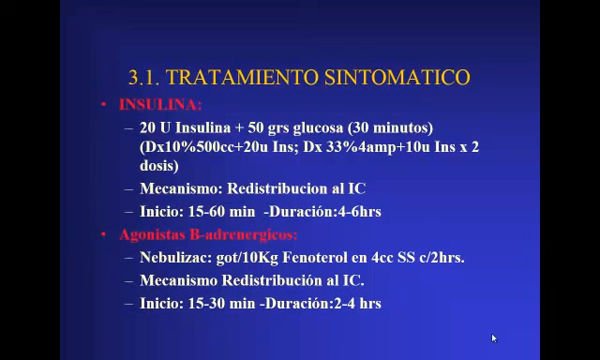 3.1. TRATAMIENTO SINTOMATICO
• INSULINA:
– 20 U Insulina + 50 grs glucosa (30 minutos)
(Dx10%500cc+20u Ins; Dx 33%4amp+10u Ins x 2
dosis)
– Mecanismo: Redistribucion al IC
– Inicio: 15-60 min -Duración:4-6hrs
• Agonistas B-adrenergicos:
– Nebulizac: got/10Kg Fenoterol en 4cc SS c/2hrs.
– Mecanismo Redistribución al IC.
– Inicio: 15-30 min -Duración:2-4 hrs